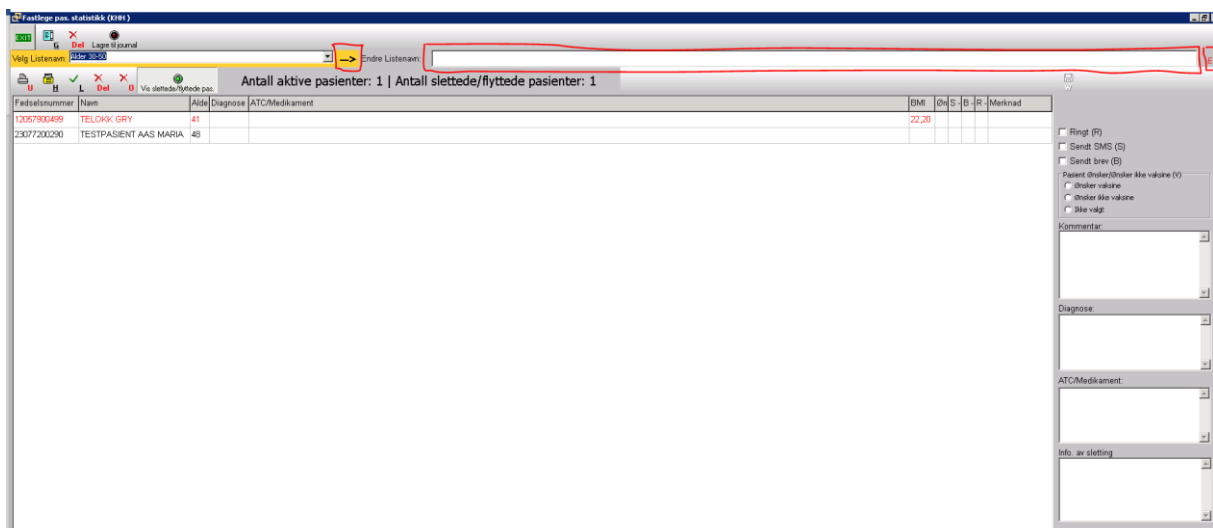 Fastlege pas. statistikk (KHH )
EXIT
G Del Lagre til journal
Velg Listenavn: Alder 30-50 --> Endre Listenavn:
E
U H L Del O Vis slettede/flyttede pas. Antall aktive pasienter: 1 | Antall slettede/flyttede pasienter: 1
W
Fødselsnummer Navn Alde Diagnose ATC/Medikament BMI Øn S - B - R - Merknad
12057900499 TELOKK GRY 41 22,20
23077200290 TESTPASIENT AAS MARIA 48
Ringt (R)
Sendt SMS (S)
Sendt brev (B)
Pasient Ønsker/Ønsker ikke vaksine (V)
Ønsker vaksine
Ønsker ikke vaksine
Ikke valgt
Kommentar:
Diagnose:
ATC/Medikament:
Info. av sletting